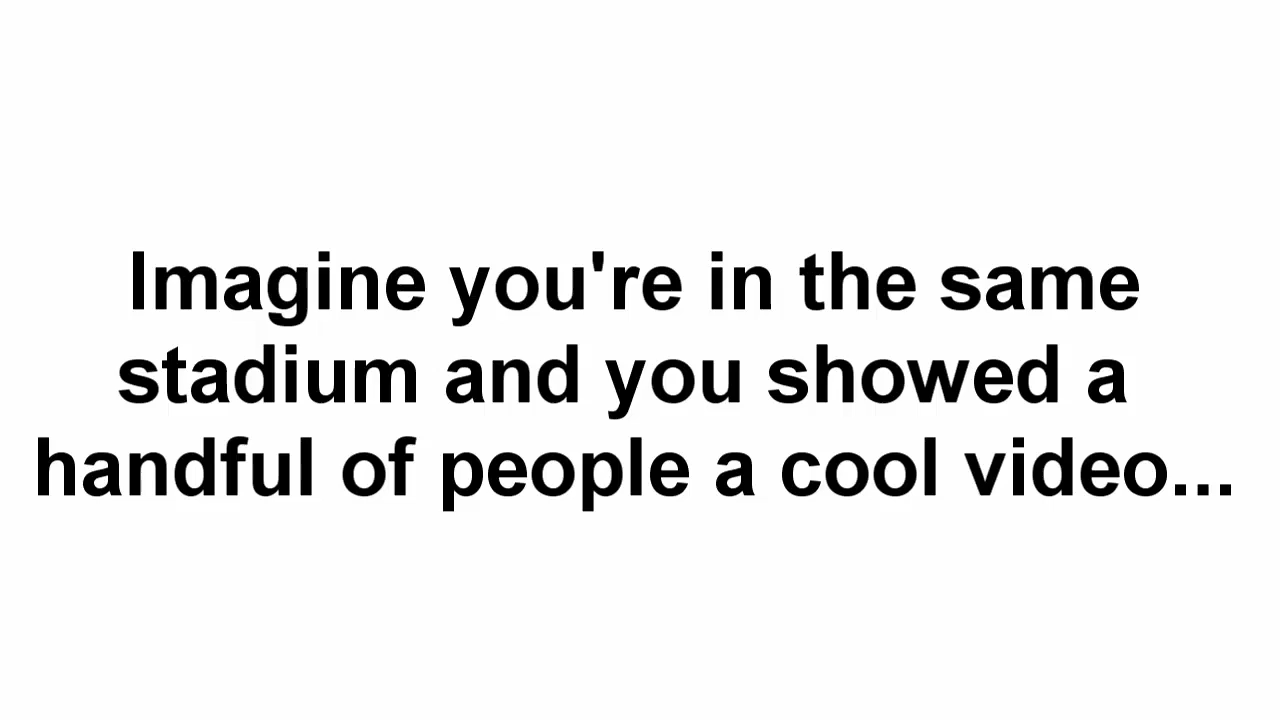 Imagine you're in the same
stadium and you showed a
handful of people a cool video...